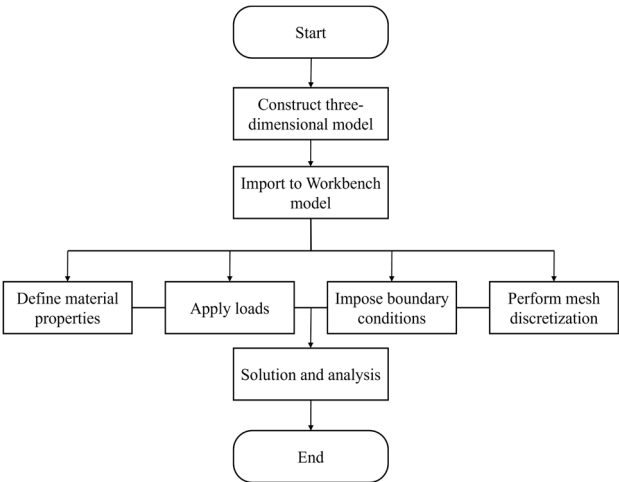 Start
Construct three-
dimensional model
Import to Workbench
model
Define material
properties
Apply loads
Impose boundary
conditions
Perform mesh
discretization
Solution and analysis
End